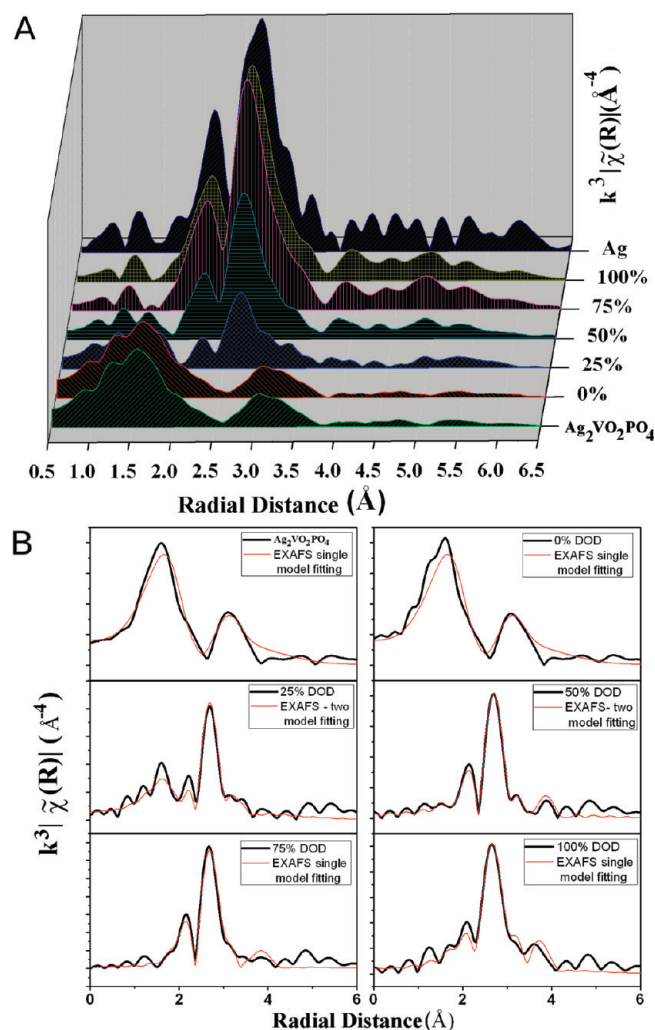 A
k³|χ̃(R)|(Å⁻⁴)
Ag
100%
75%
50%
25%
0%
Ag₂VO₂PO₄
0.5 1.0 1.5 2.0 2.5 3.0 3.5 4.0 4.5 5.0 5.5 6.0 6.5
Radial Distance (Å)
B
k³|χ̃(R)| (Å⁻⁴)
Ag₂VO₂PO₄
EXAFS single
model fitting
0% DOD
EXAFS single
model fitting
25% DOD
EXAFS - two
model fitting
50% DOD
EXAFS- two
model fitting
75% DOD
EXAFS single
model fitting
100% DOD
EXAFS single
model fitting
0 2 4 6 0 2 4 6
Radial Distance(Å)